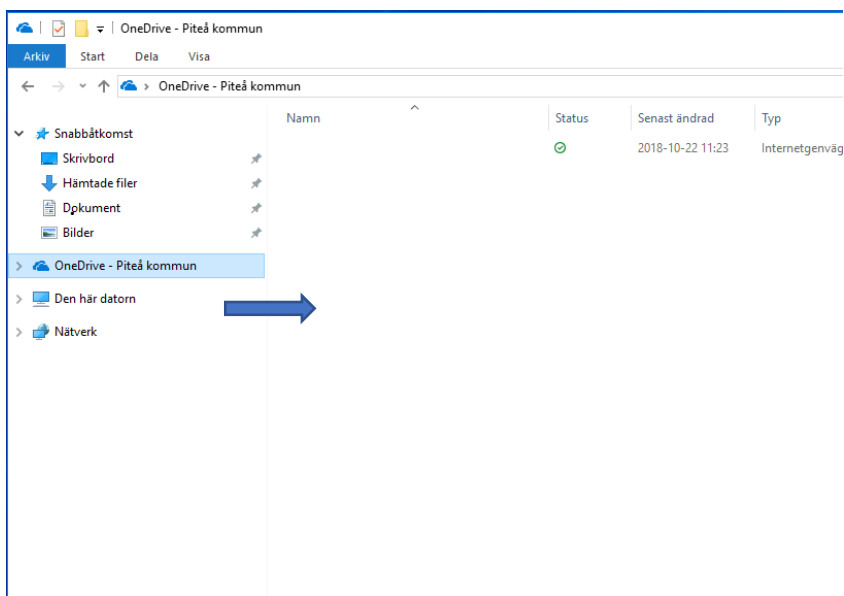 OneDrive - Piteå kommun
Arkiv Start Dela Visa
OneDrive - Piteå kommun
Namn Status Senast ändrad Typ
Snabbåtkomst
2018-10-22 11:23 Internetgenväg
Skrivbord
Hämtade filer
Dokument
Bilder
OneDrive - Piteå kommun
Den här datorn
Nätverk